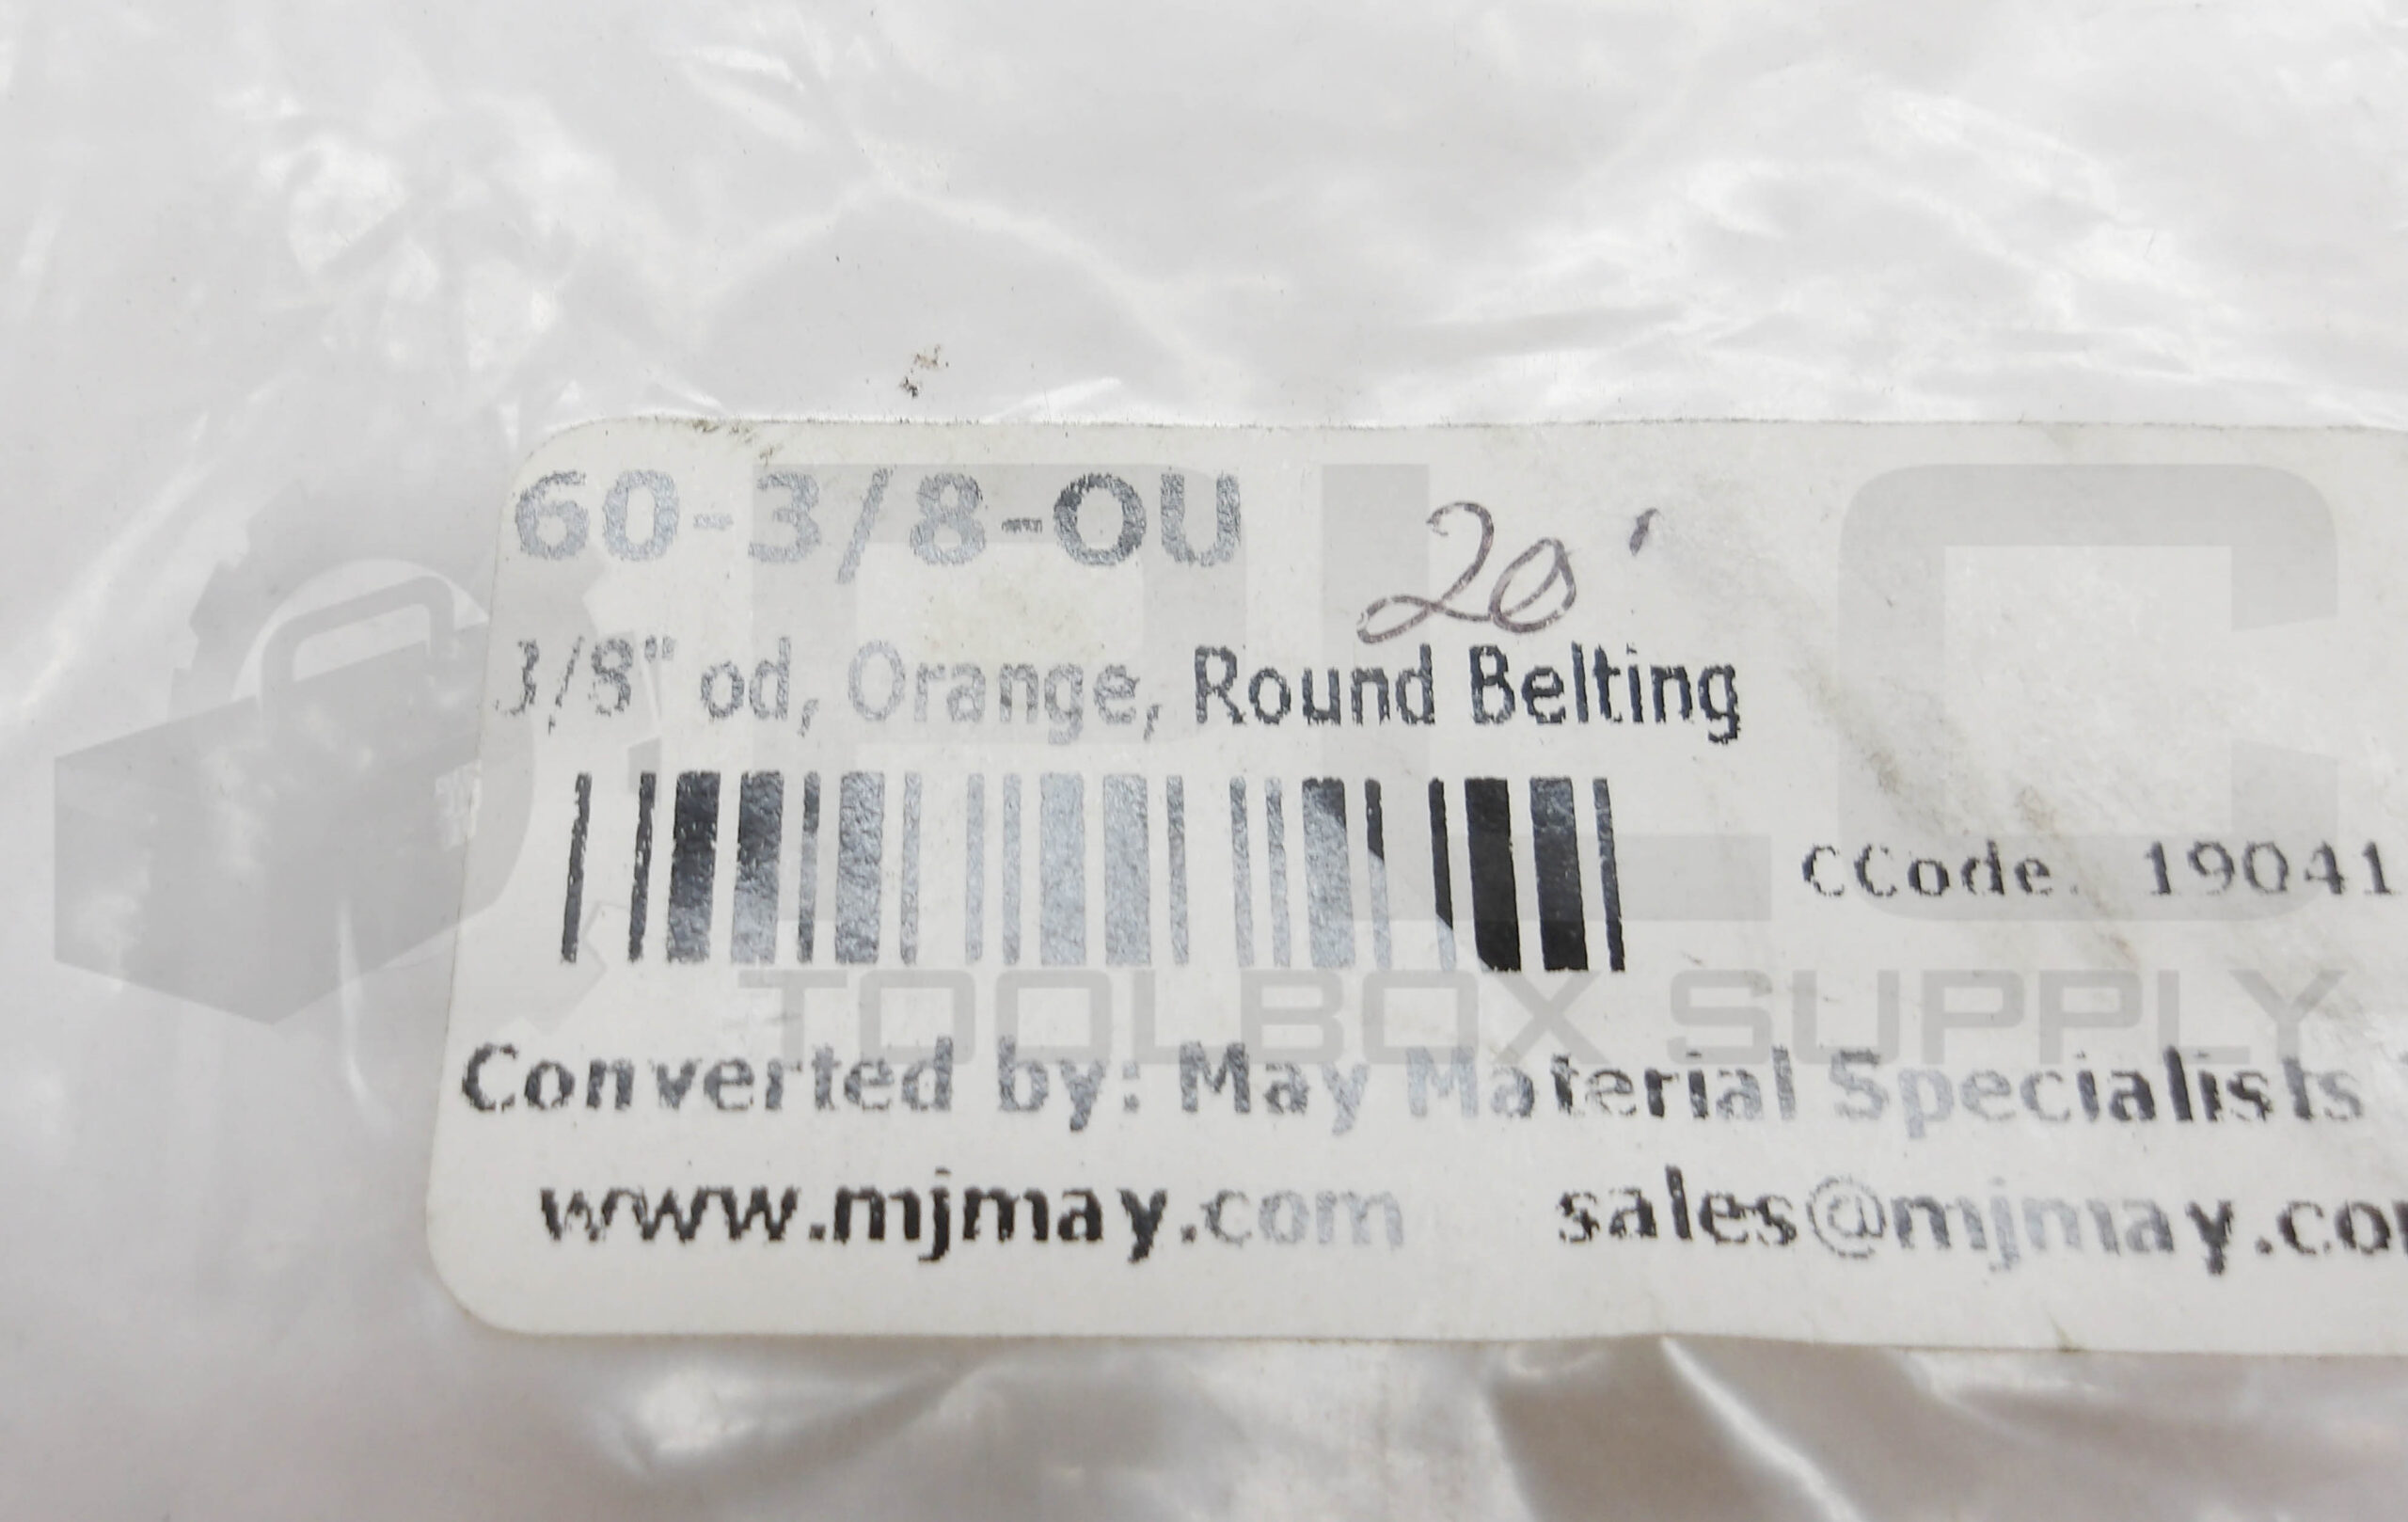 60-3/8-OU
20'
3/8" od, Orange, Round Belting
CCode. 19041
Converted by: May Material Specialists
www.mjmay.com sales@mjmay.co
PLC
TOOLBOX SUPPLY